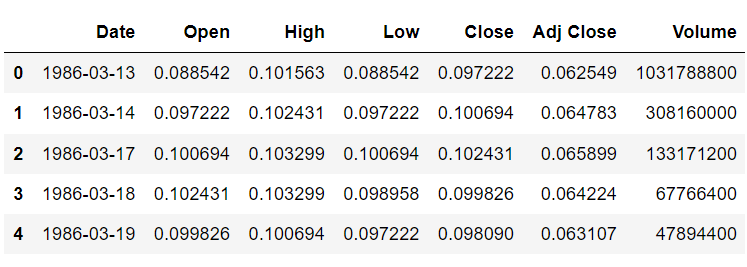 Date Open High Low Close Adj Close Volume
0 1986-03-13 0.088542 0.101563 0.088542 0.097222 0.062549 1031788800
1 1986-03-14 0.097222 0.102431 0.097222 0.100694 0.064783 308160000
2 1986-03-17 0.100694 0.103299 0.100694 0.102431 0.065899 133171200
3 1986-03-18 0.102431 0.103299 0.098958 0.099826 0.064224 67766400
4 1986-03-19 0.099826 0.100694 0.097222 0.098090 0.063107 47894400